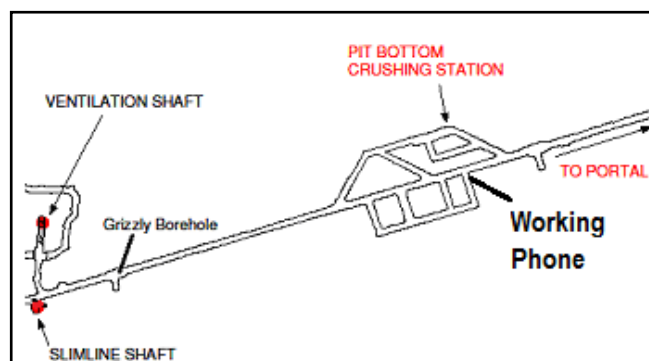 PIT BOTTOM
CRUSHING STATION
VENTILATION SHAFT
TO PORTAL
Grizzly Borehole
Working
Phone
SLIMLINE SHAFT